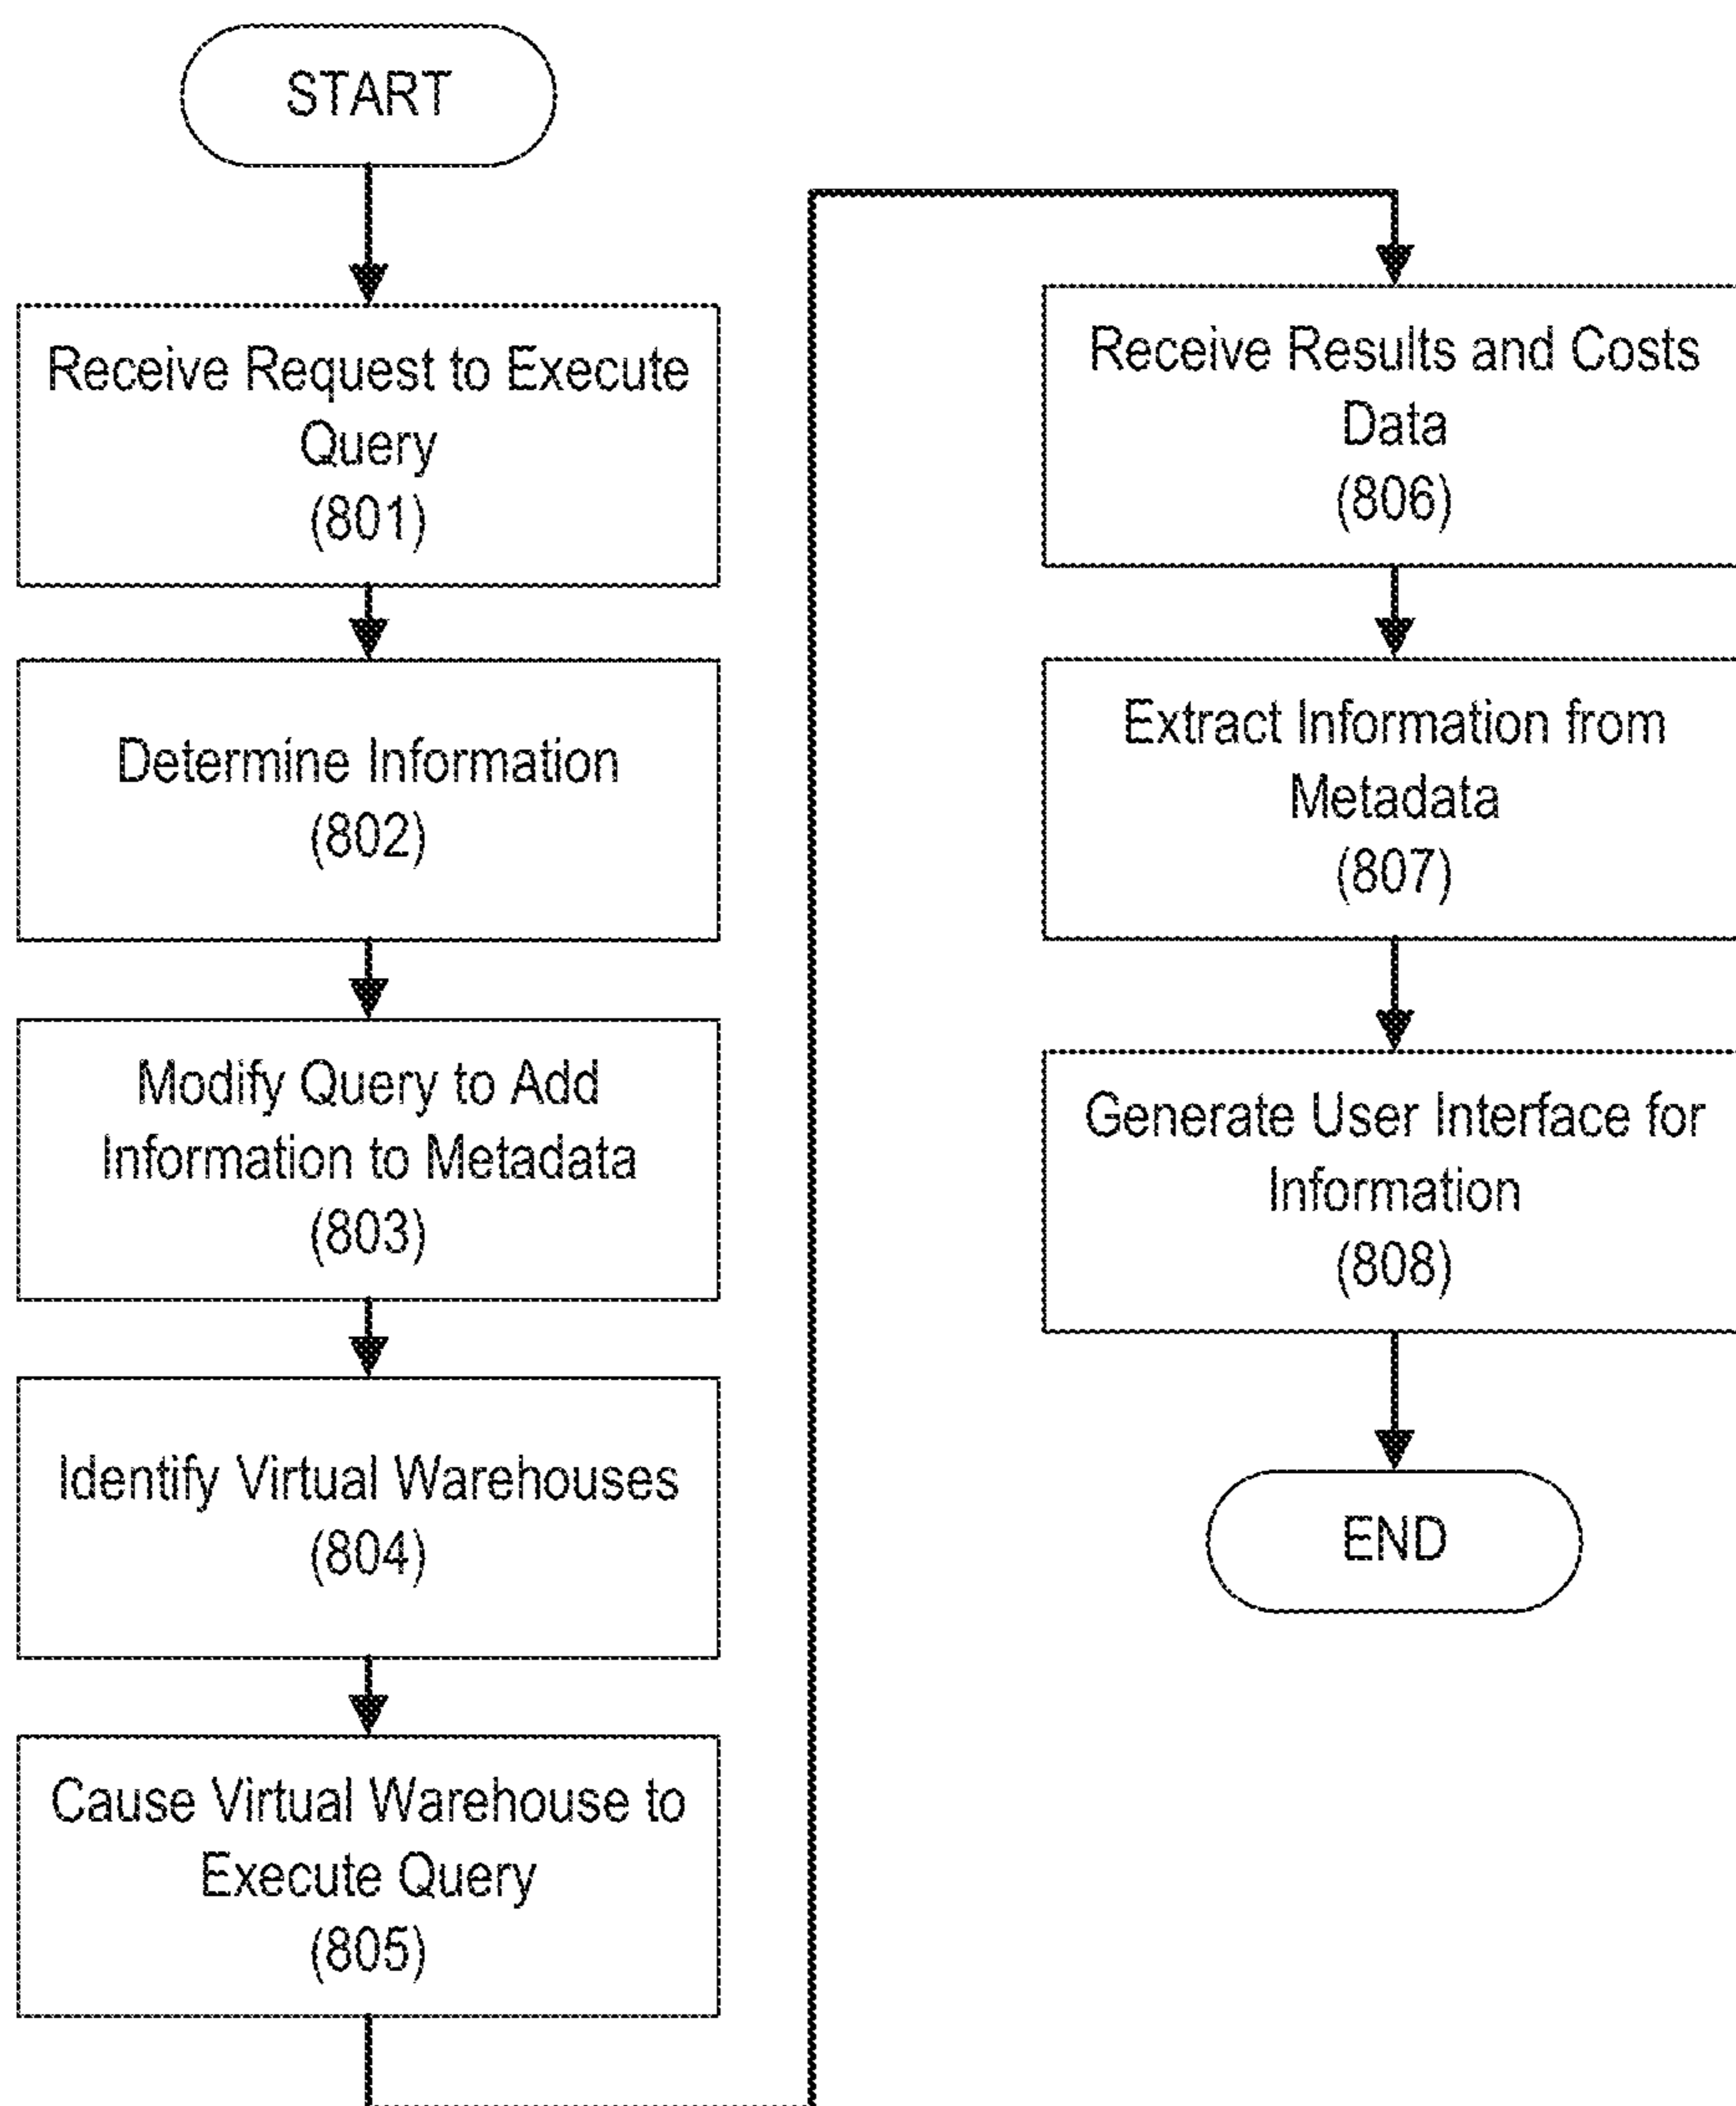 START
Receive Request to Execute
Query
(801)
Determine Information
(802)
Modify Query to Add
Information to Metadata
(803)
Identify Virtual Warehouses
(804)
Cause Virtual Warehouse to
Execute Query
(805)
Receive Results and Costs
Data
(806)
Extract Information from
Metadata
(807)
Generate User Interface for
Information
(808)
END